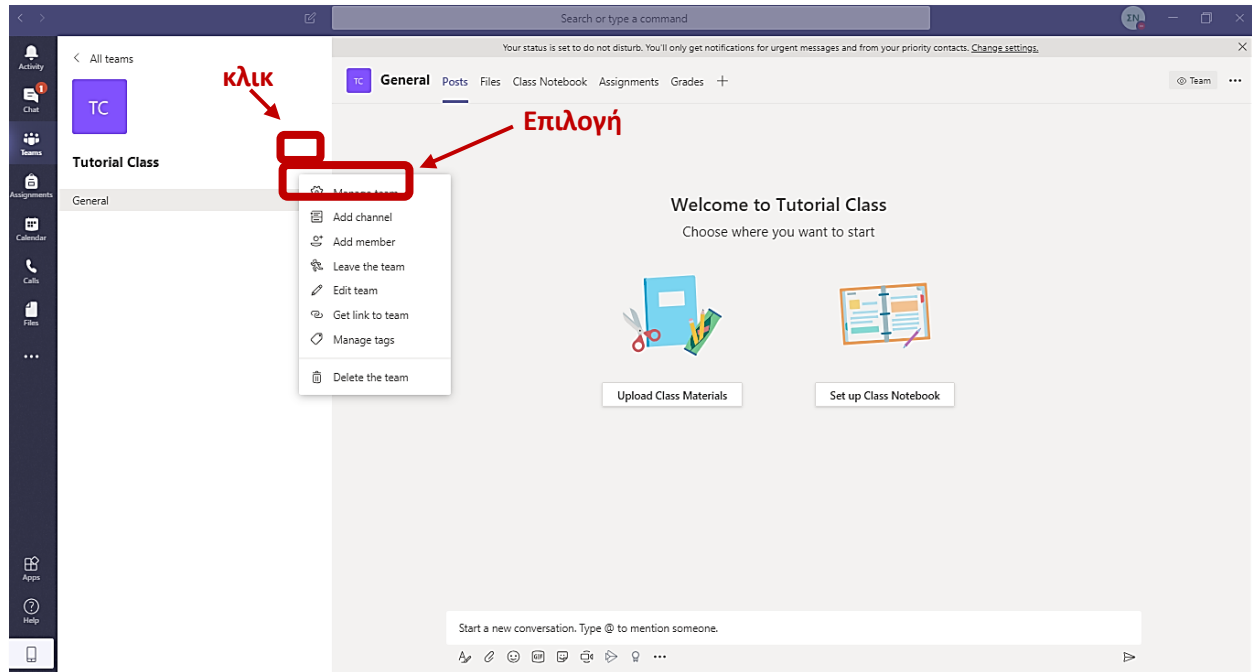 Search or type a command
ΣN
Your status is set to do not disturb. You'll only get notifications for urgent messages and from your priority contacts. Change settings.
Activity
Chat
1
Teams
Assignments
Calendar
Calls
Files
Apps
Help
All teams
TC
Tutorial Class
General
κλικ
Επιλογή
Manage team
Add channel
Add member
Leave the team
Edit team
Get link to team
Manage tags
Delete the team
TC General Posts Files Class Notebook Assignments Grades
Team
Welcome to Tutorial Class
Choose where you want to start
Upload Class Materials
Set up Class Notebook
Start a new conversation. Type @ to mention someone.
GIF